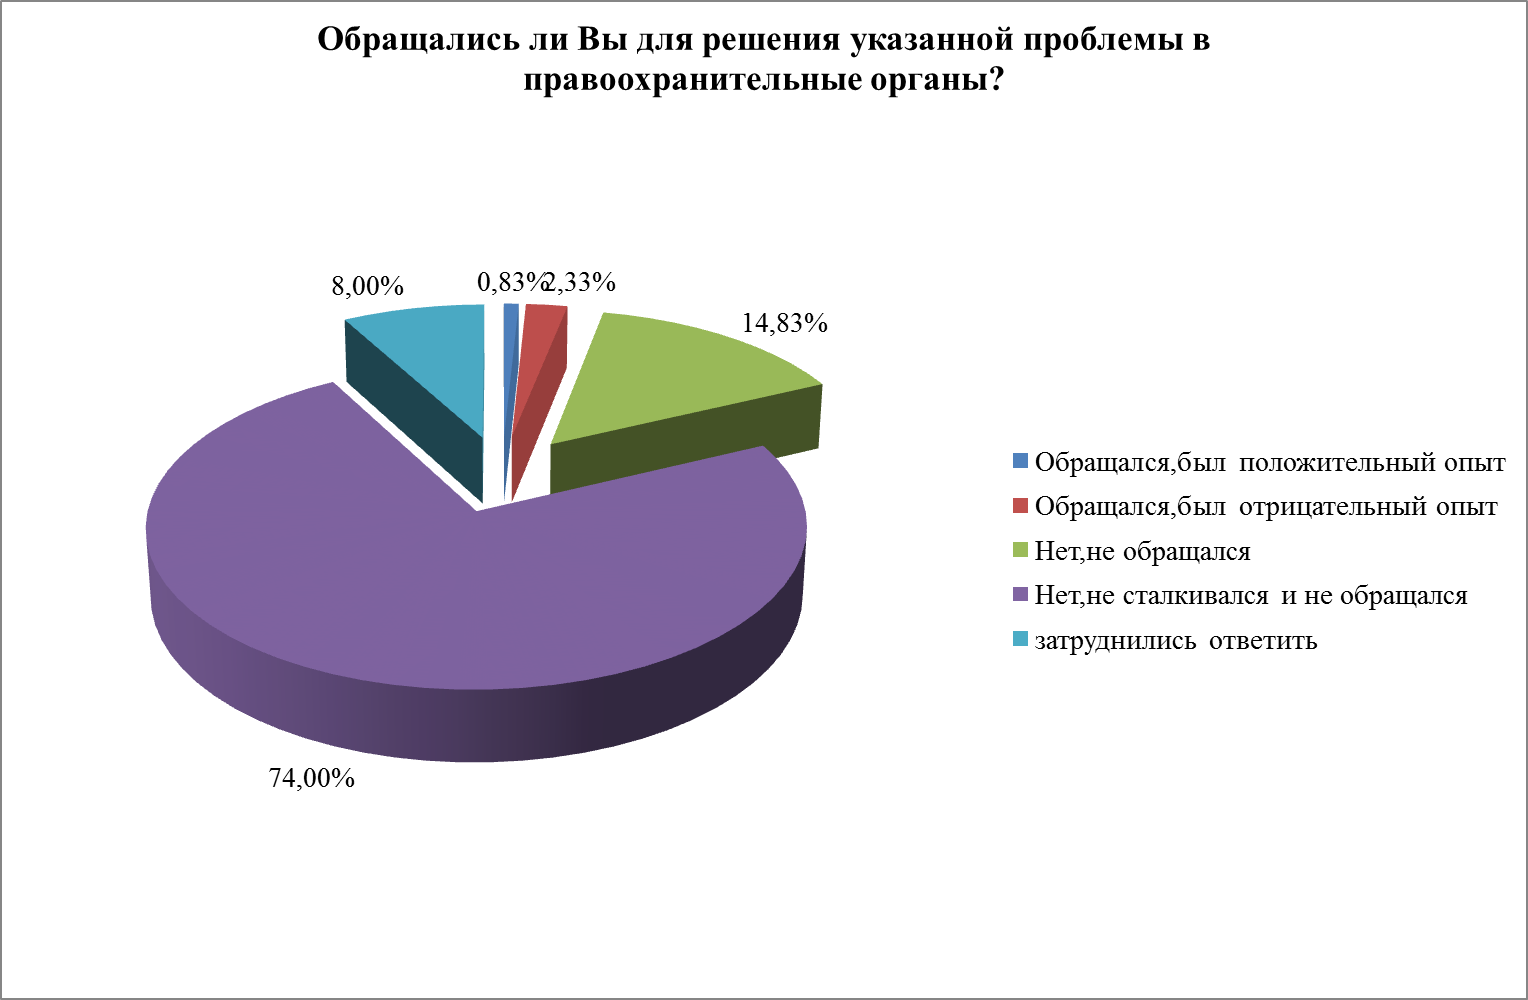 Обращались ли Вы для решения указанной проблемы в
правоохранительные органы?
8,00%
0,83%
2,33%
14,83%
74,00%
Обращался,был положительный опыт
Обращался,был отрицательный опыт
Нет,не обращался
Нет,не сталкивался и не обращался
затруднились ответить